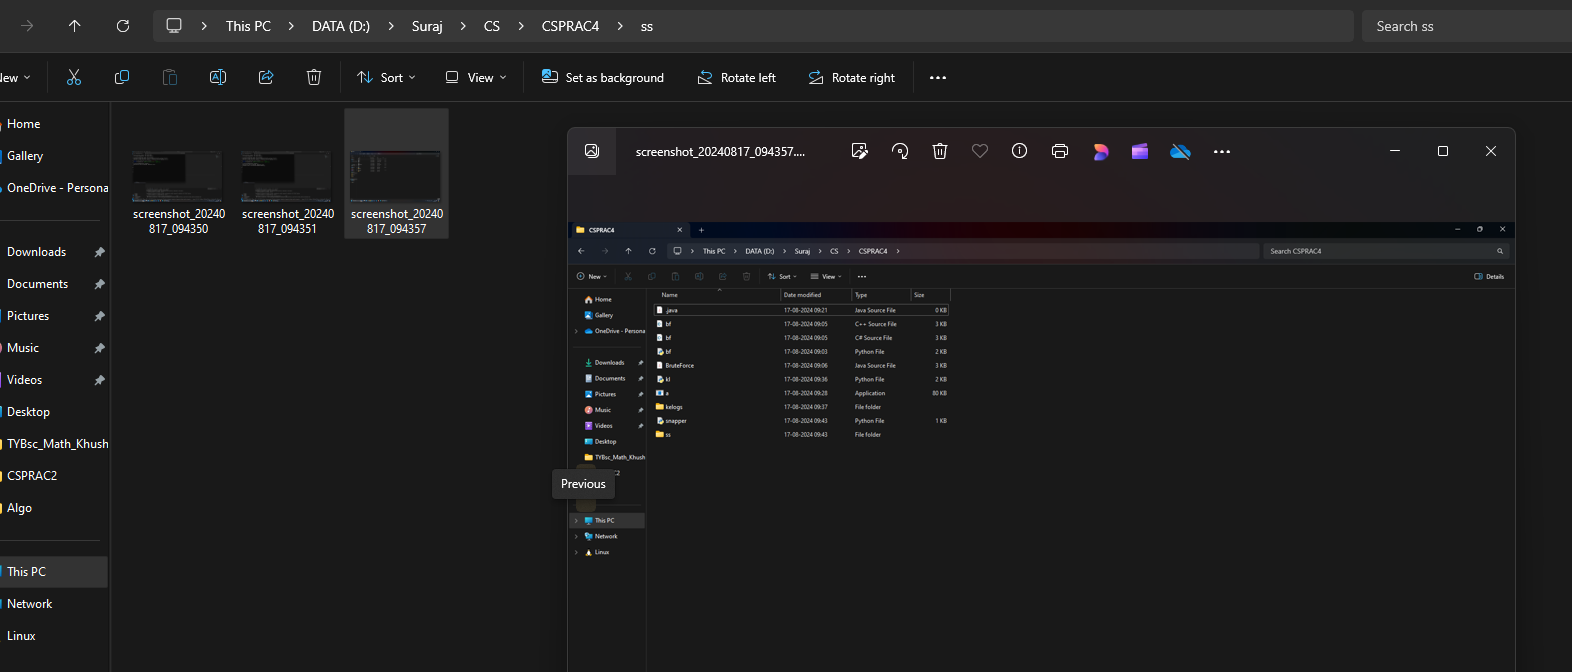 This PC > DATA (D:) > Suraj > CS > CSPRAC4 > ss
Search ss
New
Sort
View
Set as background
Rotate left
Rotate right
Home
Gallery
OneDrive - Persona
Downloads
Documents
Pictures
Music
Videos
Desktop
TYBsc_Math_Khush
CSPRAC2
Algo
This PC
Network
Linux
screenshot_20240
817_094350
screenshot_20240
817_094351
screenshot_20240
817_094357
screenshot_20240817_094357....
CSPRAC4
This PC > DATA (D:) > Suraj > CS > CSPRAC4 >
Search CSPRAC4
New
Sort
View
Details
Home
Gallery
OneDrive - Persona
Downloads
Documents
Pictures
Music
Videos
Desktop
TYBsc_Math_Khush
C2
Previous
This PC
Network
Linux
Name Date modified Type Size
.java 17-08-2024 09:21 Java Source File 0 KB
bf 17-08-2024 09:05 C++ Source File 3 KB
bf 17-08-2024 09:05 C# Source File 3 KB
bf 17-08-2024 09:03 Python File 2 KB
BruteForce 17-08-2024 09:06 Java Source File 3 KB
kl 17-08-2024 09:36 Python File 2 KB
a 17-08-2024 09:28 Application 80 KB
kelogs 17-08-2024 09:37 File folder
snapper 17-08-2024 09:43 Python File 1 KB
ss 17-08-2024 09:43 File folder